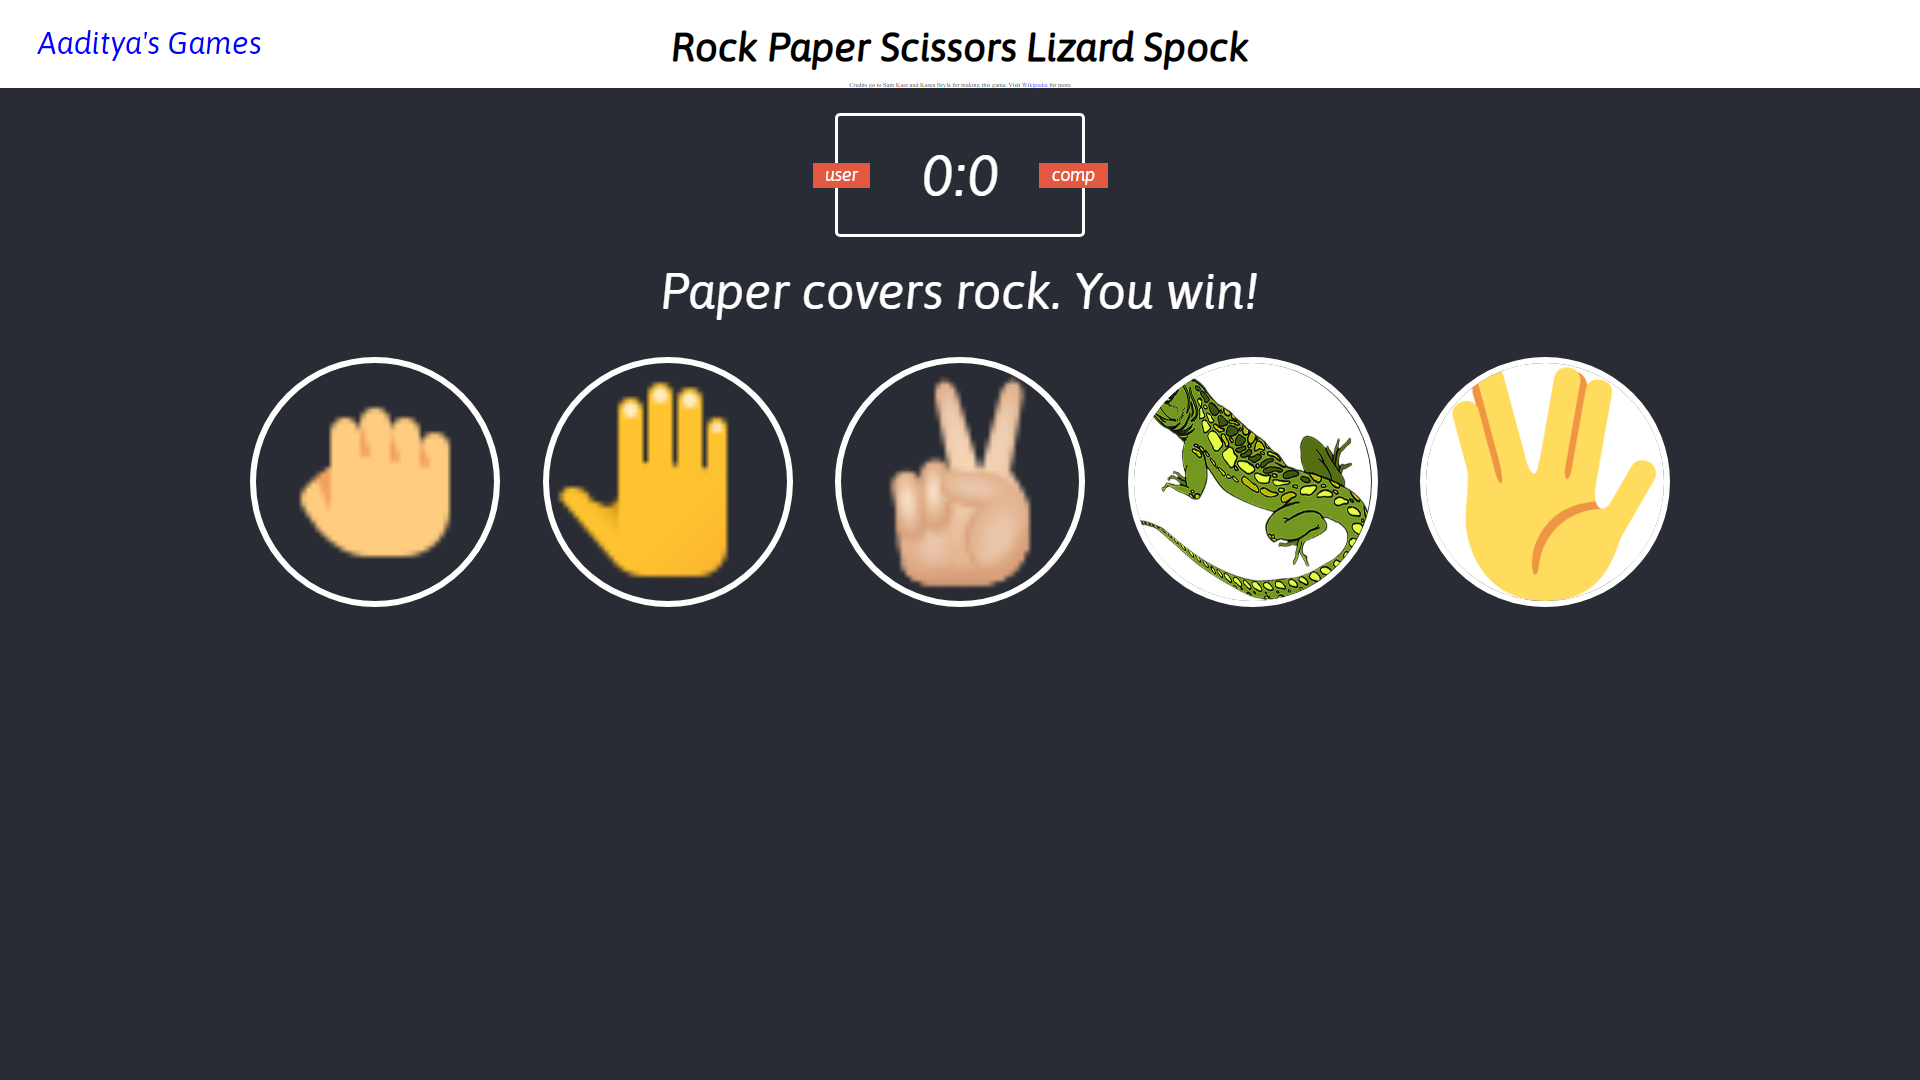 Aaditya's Games
Rock Paper Scissors Lizard Spock
Credits go to Sam Kass and Karen Bryla for making this game. Visit Wikipedia for more.
user
0:0
comp
Paper covers rock. You win!